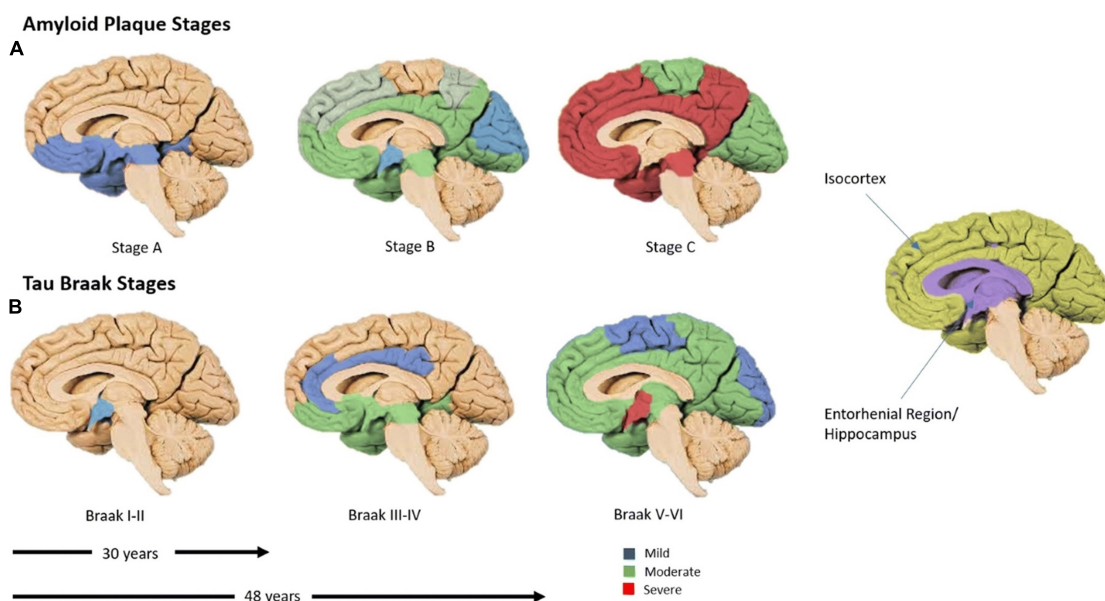 Amyloid Plaque Stages
A
Stage A
Stage B
Stage C
Isocortex
Tau Braak Stages
B
Entorhenial Region/
Hippocampus
Braak I-II
Braak III-IV
Braak V-VI
30 years
48 years
Mild
Moderate
Severe